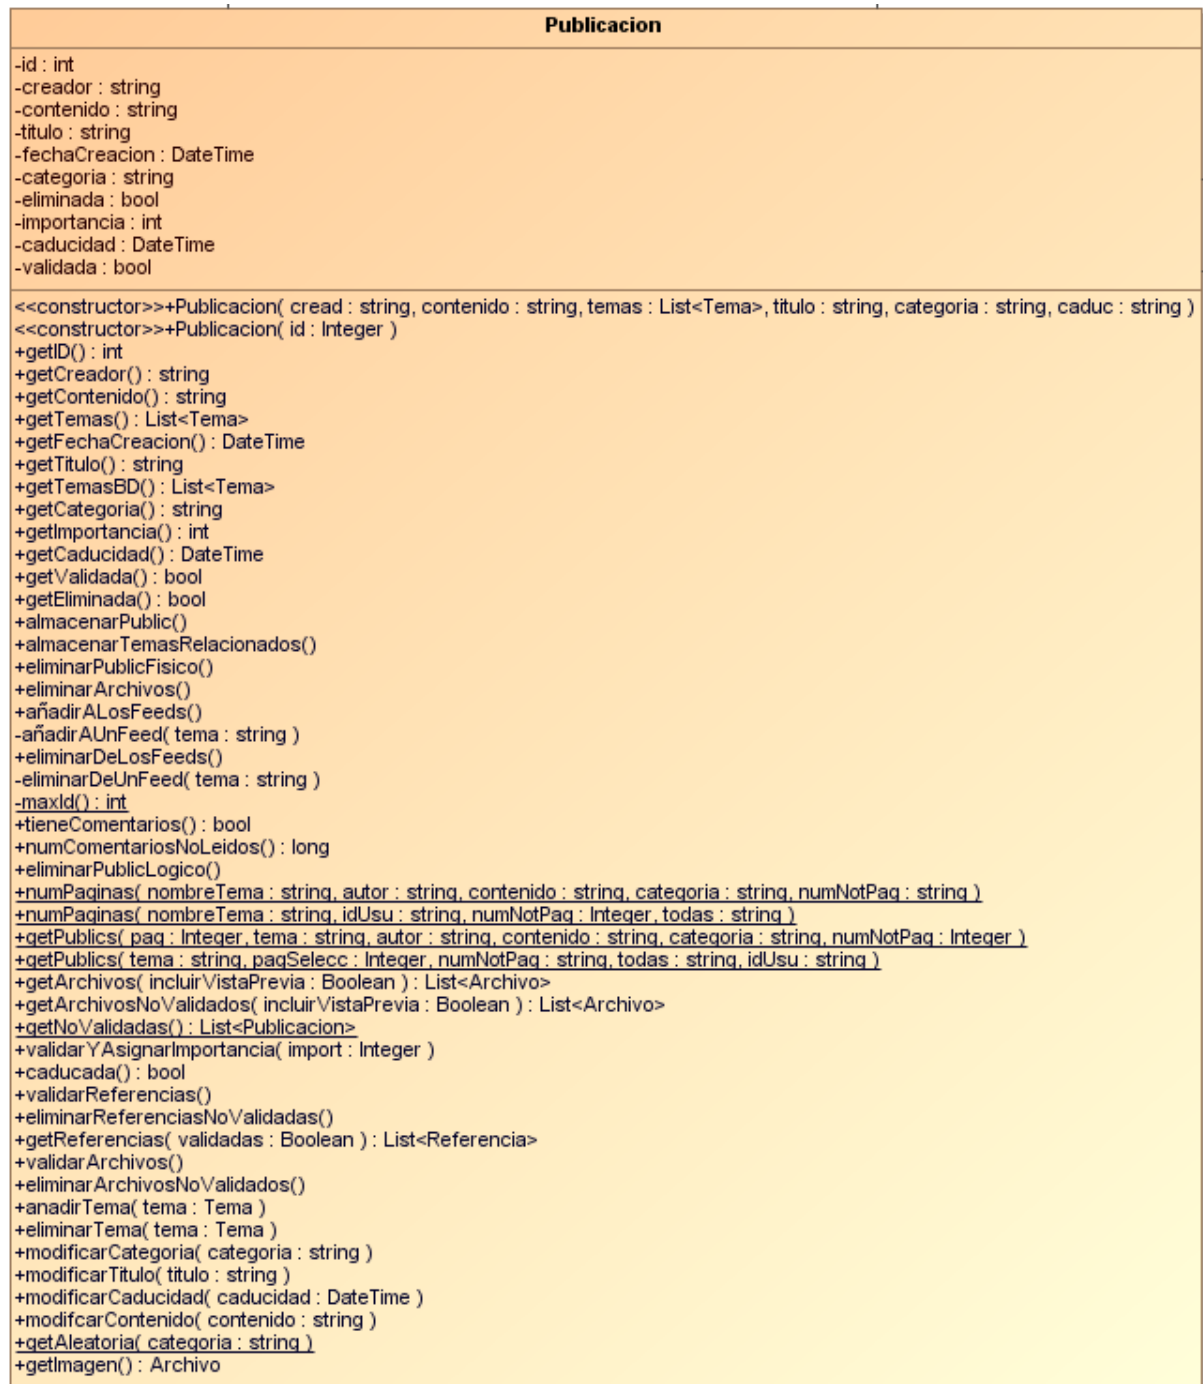 Publicacion
-id : int
-creador : string
-contenido : string
-titulo : string
-fechaCreacion : DateTime
-categoria : string
-eliminada : bool
-importancia : int
-caducidad : DateTime
-validada : bool
<<constructor>>+Publicacion( cread : string, contenido : string, temas : List<Tema>, titulo : string, categoria : string, caduc : string )
<<constructor>>+Publicacion( id : Integer )
+getID() : int
+getCreador() : string
+getContenido() : string
+getTemas() : List<Tema>
+getFechaCreacion() : DateTime
+getTitulo() : string
+getTemasBD() : List<Tema>
+getCategoria() : string
+getImportancia() : int
+getCaducidad() : DateTime
+getValidada() : bool
+getEliminada() : bool
+almacenarPublic()
+almacenarTemasRelacionados()
+eliminarPublicFisico()
+eliminarArchivos()
+añadirALosFeeds()
-añadirAUnFeed( tema : string )
+eliminarDeLosFeeds()
-eliminarDeUnFeed( tema : string )
-maxId() : int
+tieneComentarios() : bool
+numComentariosNoLeidos() : long
+eliminarPublicLogico()
+numPaginas( nombreTema : string, autor : string, contenido : string, categoria : string, numNotPag : string )
+numPaginas( nombreTema : string, idUsu : string, numNotPag : Integer, todas : string )
+getPublics( pag : Integer, tema : string, autor : string, contenido : string, categoria : string, numNotPag : Integer )
+getPublics( tema : string, pagSelecc : Integer, numNotPag : string, todas : string, idUsu : string )
+getArchivos( incluirVistaPrevia : Boolean ) : List<Archivo>
+getArchivosNoValidados( incluirVistaPrevia : Boolean ) : List<Archivo>
+getNoValidadas() : List<Publicacion>
+validarYAsignarImportancia( import : Integer )
+caducada() : bool
+validarReferencias()
+eliminarReferenciasNoValidadas()
+getReferencias( validadas : Boolean ) : List<Referencia>
+validarArchivos()
+eliminarArchivosNoValidados()
+anadirTema( tema : Tema )
+eliminarTema( tema : Tema )
+modificarCategoria( categoria : string )
+modificarTitulo( titulo : string )
+modificarCaducidad( caducidad : DateTime )
+modifcarContenido( contenido : string )
+getAleatoria( categoria : string )
+getImagen() : Archivo